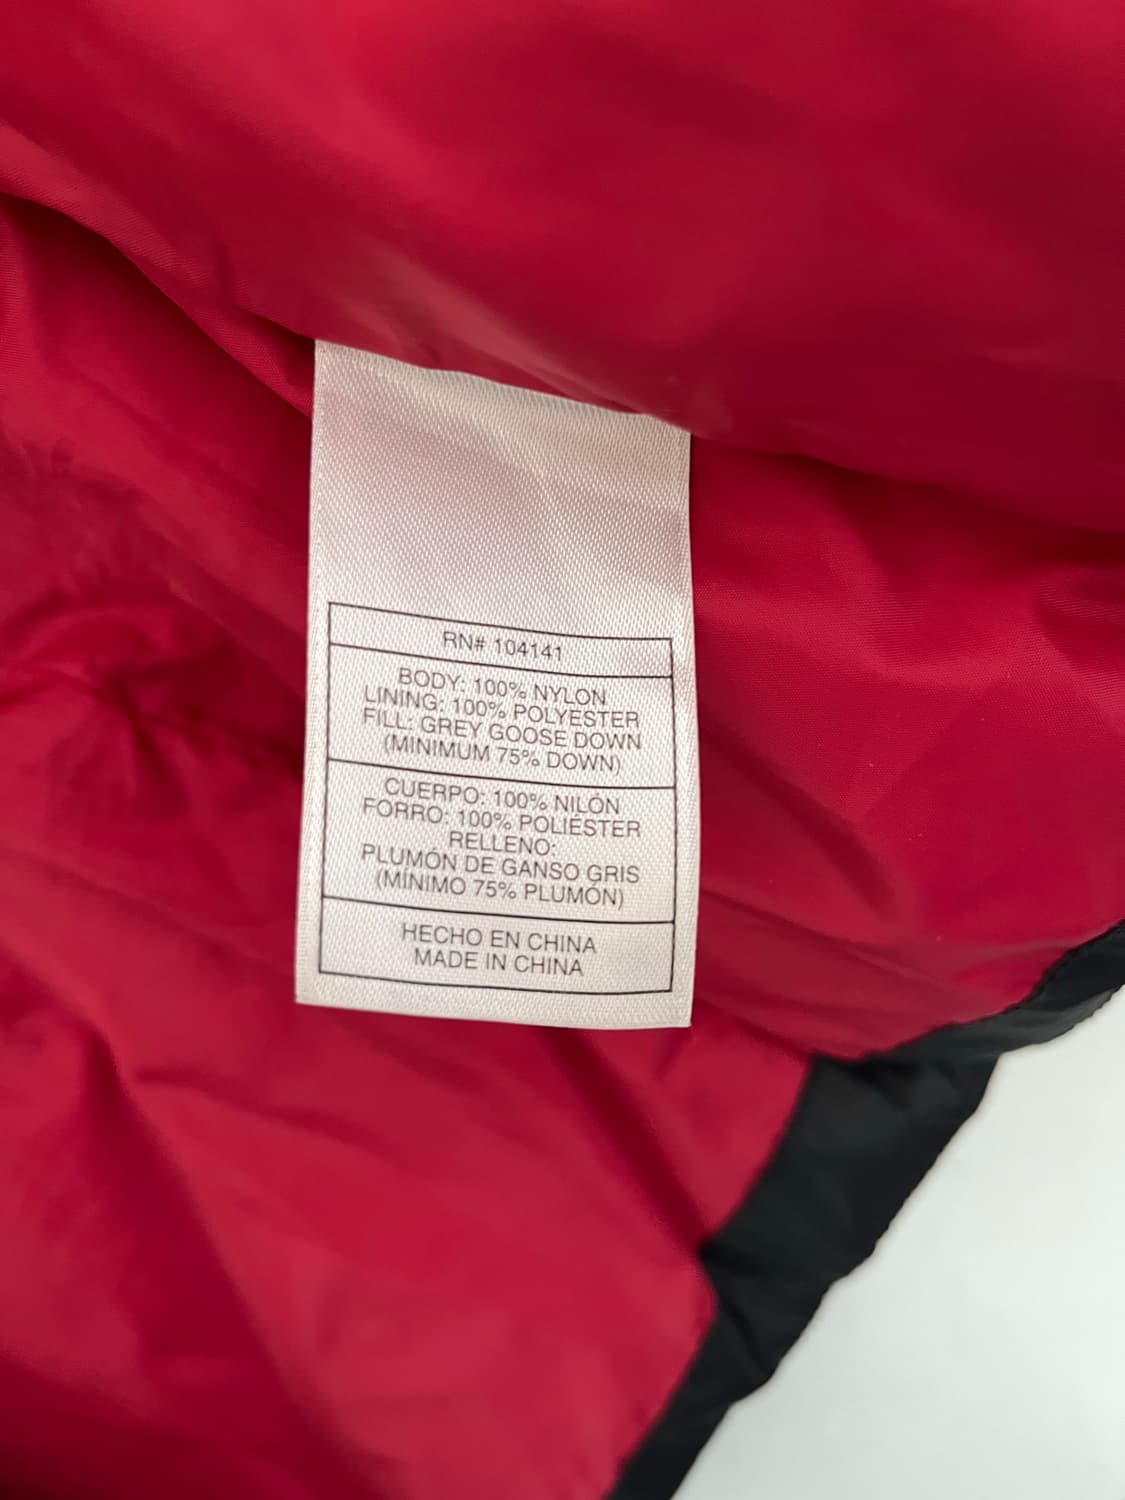 RN# 104141
BODY: 100% NYLON
LINING: 100% POLYESTER
FILL: GREY GOOSE DOWN
(MINIMUM 75% DOWN)
CUERPO: 100% NILÓN
FORRO: 100% POLIÉSTER
RELLENO:
PLUMÓN DE GANSO GRIS
(MÍNIMO 75% PLUMÓN)
HECHO EN CHINA
MADE IN CHINA